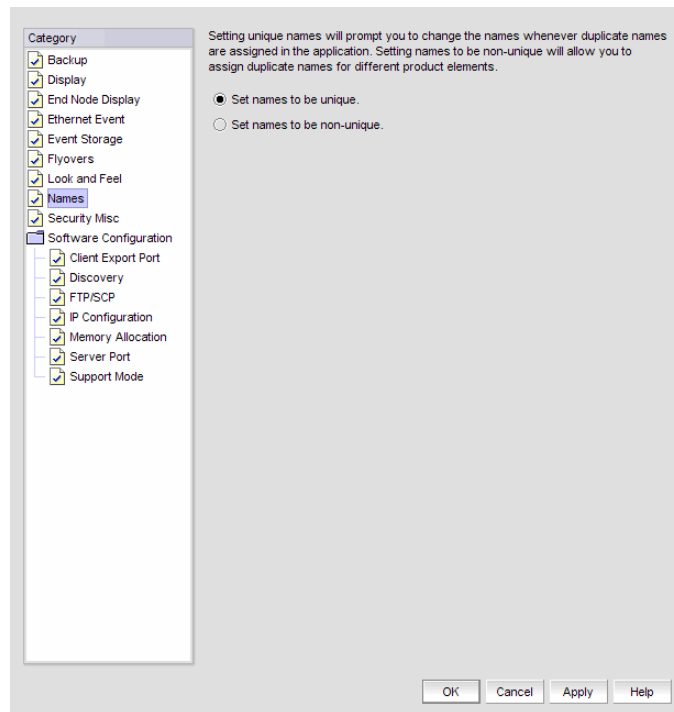 Category
Backup
Display
End Node Display
Ethernet Event
Event Storage
Flyovers
Look and Feel
Names
Security Misc
Software Configuration
Client Export Port
Discovery
FTP/SCP
IP Configuration
Memory Allocation
Server Port
Support Mode
Setting unique names will prompt you to change the names whenever duplicate names
are assigned in the application. Setting names to be non-unique will allow you to
assign duplicate names for different product elements.
Set names to be unique.
Set names to be non-unique.
OK Cancel Apply Help